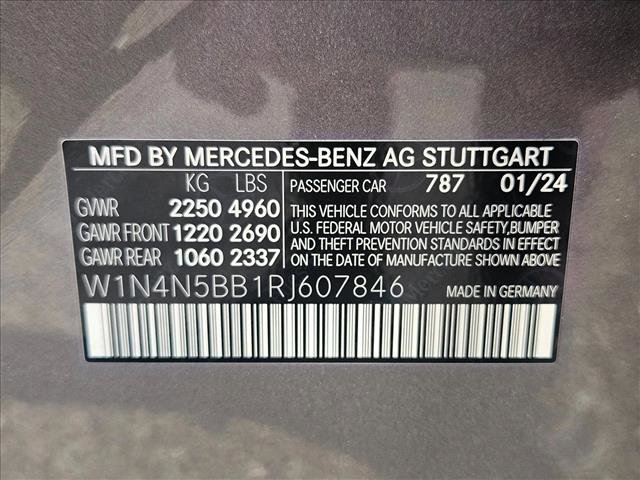 MFD BY MERCEDES-BENZ AG STUTTGART
KG LBS
GVWR 2250 4960
GAWR FRONT 1220 2690
GAWR REAR 1060 2337
PASSENGER CAR 787 01/24
THIS VEHICLE CONFORMS TO ALL APPLICABLE
U.S. FEDERAL MOTOR VEHICLE SAFETY, BUMPER
AND THEFT PREVENTION STANDARDS IN EFFECT
ON THE DATE OF MANUFACTURE SHOWN ABOVE.
W1N4N5BB1RJ607846 MADE IN GERMANY